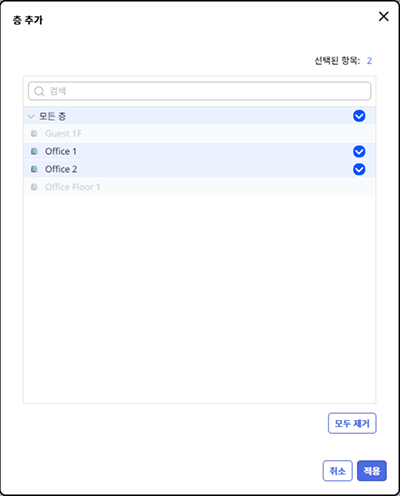 층 추가
선택된 항목: 2
검색
모든 층
Guest 1F
Office 1
Office 2
Office Floor 1
모두 제거
취소 적용